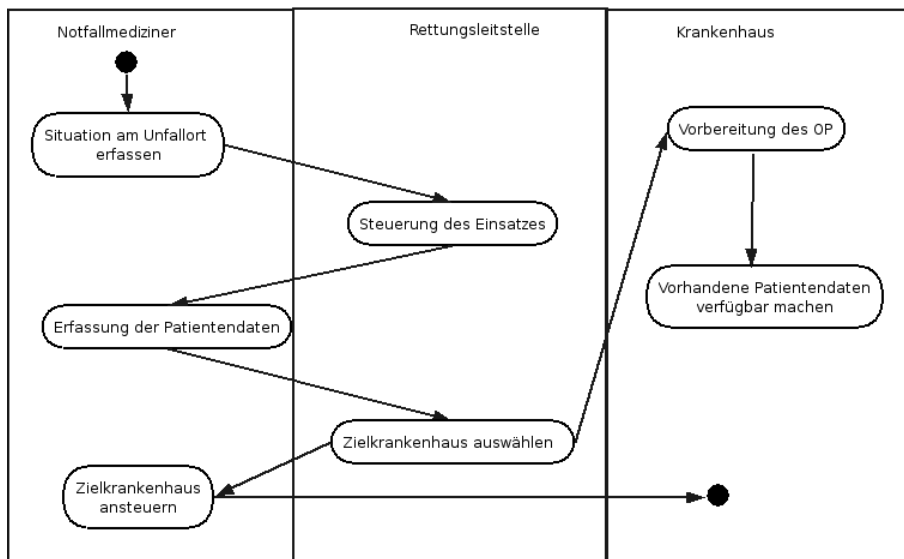 Notfallmediziner
Rettungsleitstelle
Krankenhaus
Situation am Unfallort
erfassen
Vorbereitung des OP
Steuerung des Einsatzes
Vorhandene Patientendaten
verfügbar machen
Erfassung der Patientendaten
Zielkrankenhaus auswählen
Zielkrankenhaus
ansteuern